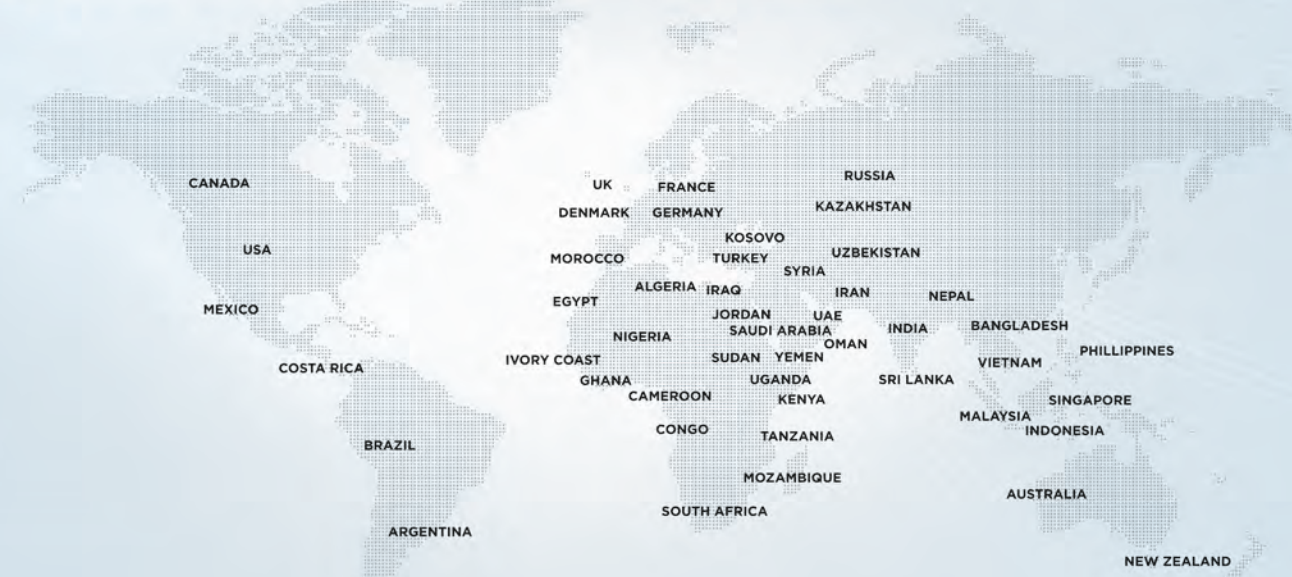 CANADA
UK
FRANCE
RUSSIA
DENMARK
GERMANY
KAZAKHSTAN
USA
KOSOVO
MOROCCO
TURKEY
UZBEKISTAN
SYRIA
ALGERIA
IRAQ
IRAN
NEPAL
EGYPT
MEXICO
JORDAN
UAE
NIGERIA
SAUDI ARABIA
INDIA
BANGLADESH
OMAN
IVORY COAST
SUDAN
YEMEN
VIETNAM
PHILLIPPINES
COSTA RICA
GHANA
UGANDA
SRI LANKA
CAMEROON
KENYA
SINGAPORE
MALAYSIA
CONGO
INDONESIA
BRAZIL
TANZANIA
MOZAMBIQUE
AUSTRALIA
SOUTH AFRICA
ARGENTINA
NEW ZEALAND